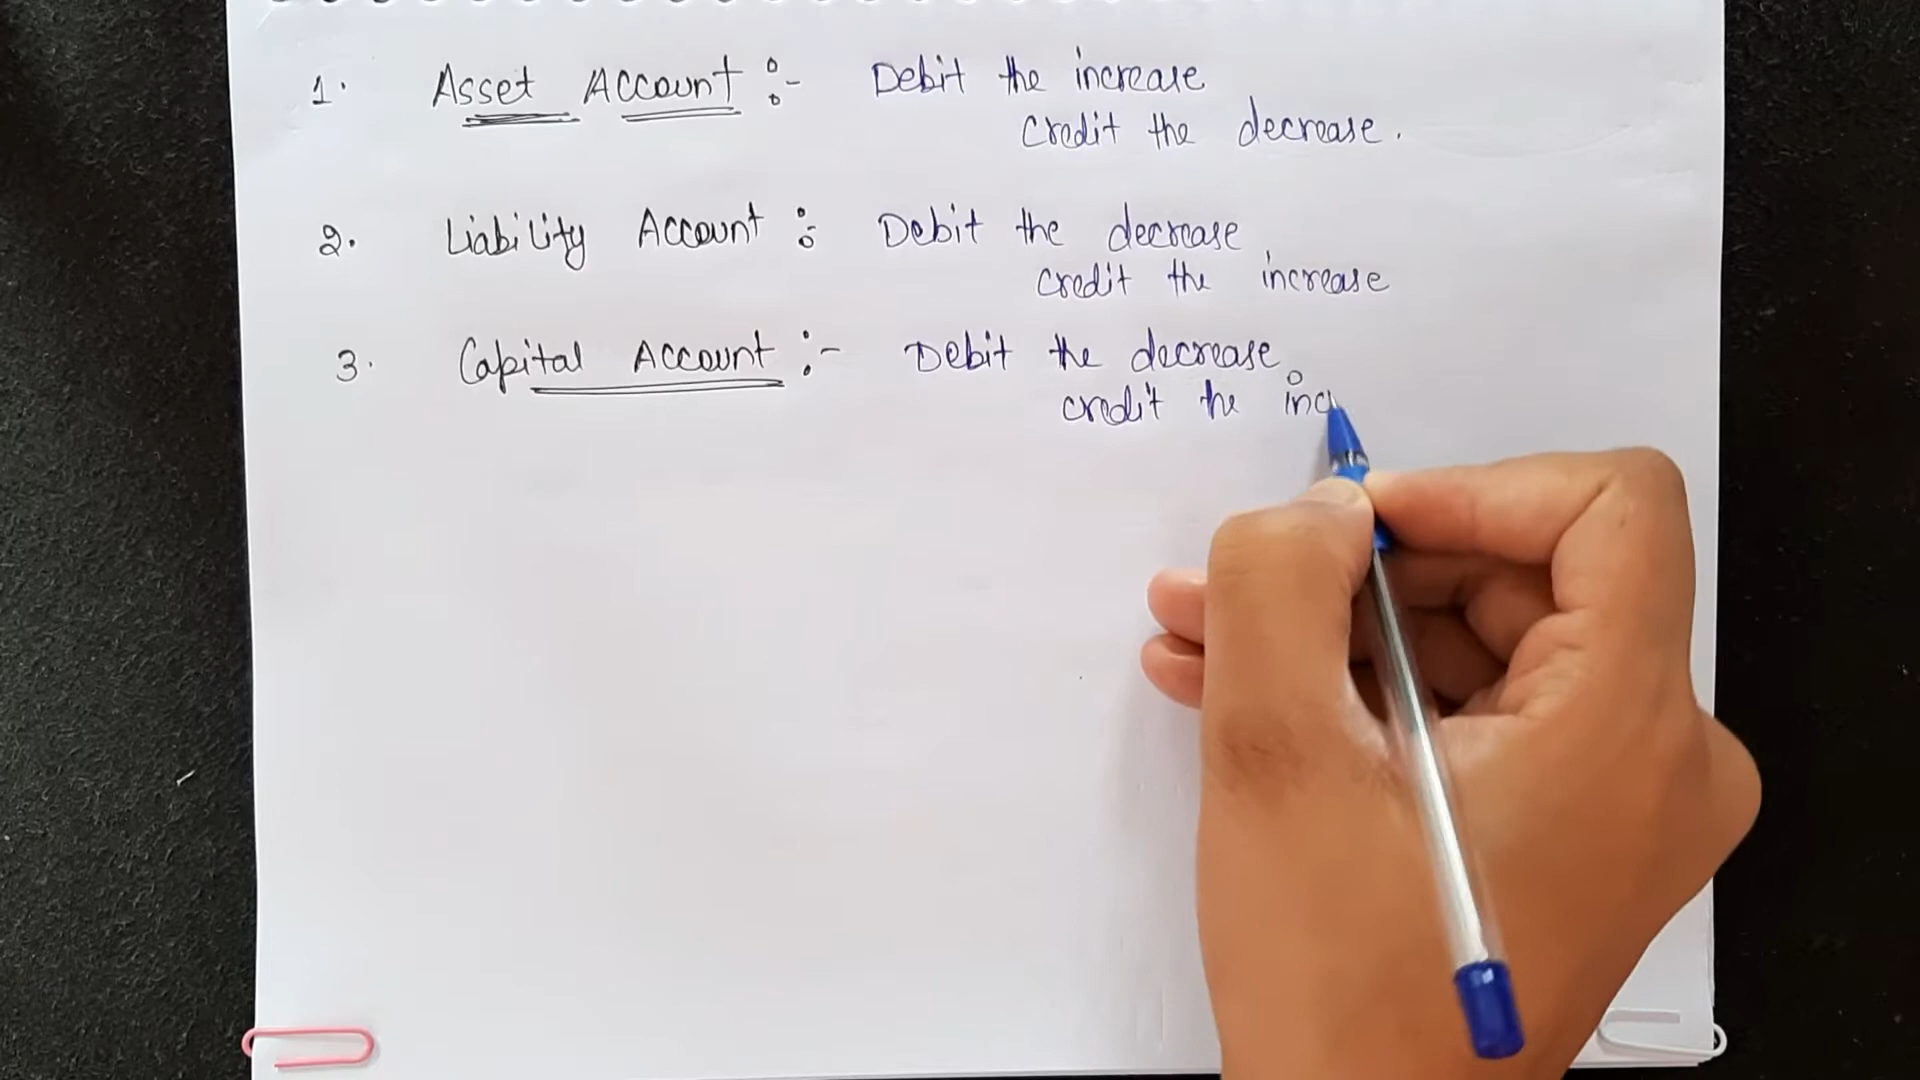 1. Asset Account :- Debit the increase
credit the decrease.
2. Liability Account : Debit the decrease
credit the increase
3. Capital Account :- Debit the decrease
credit the inc